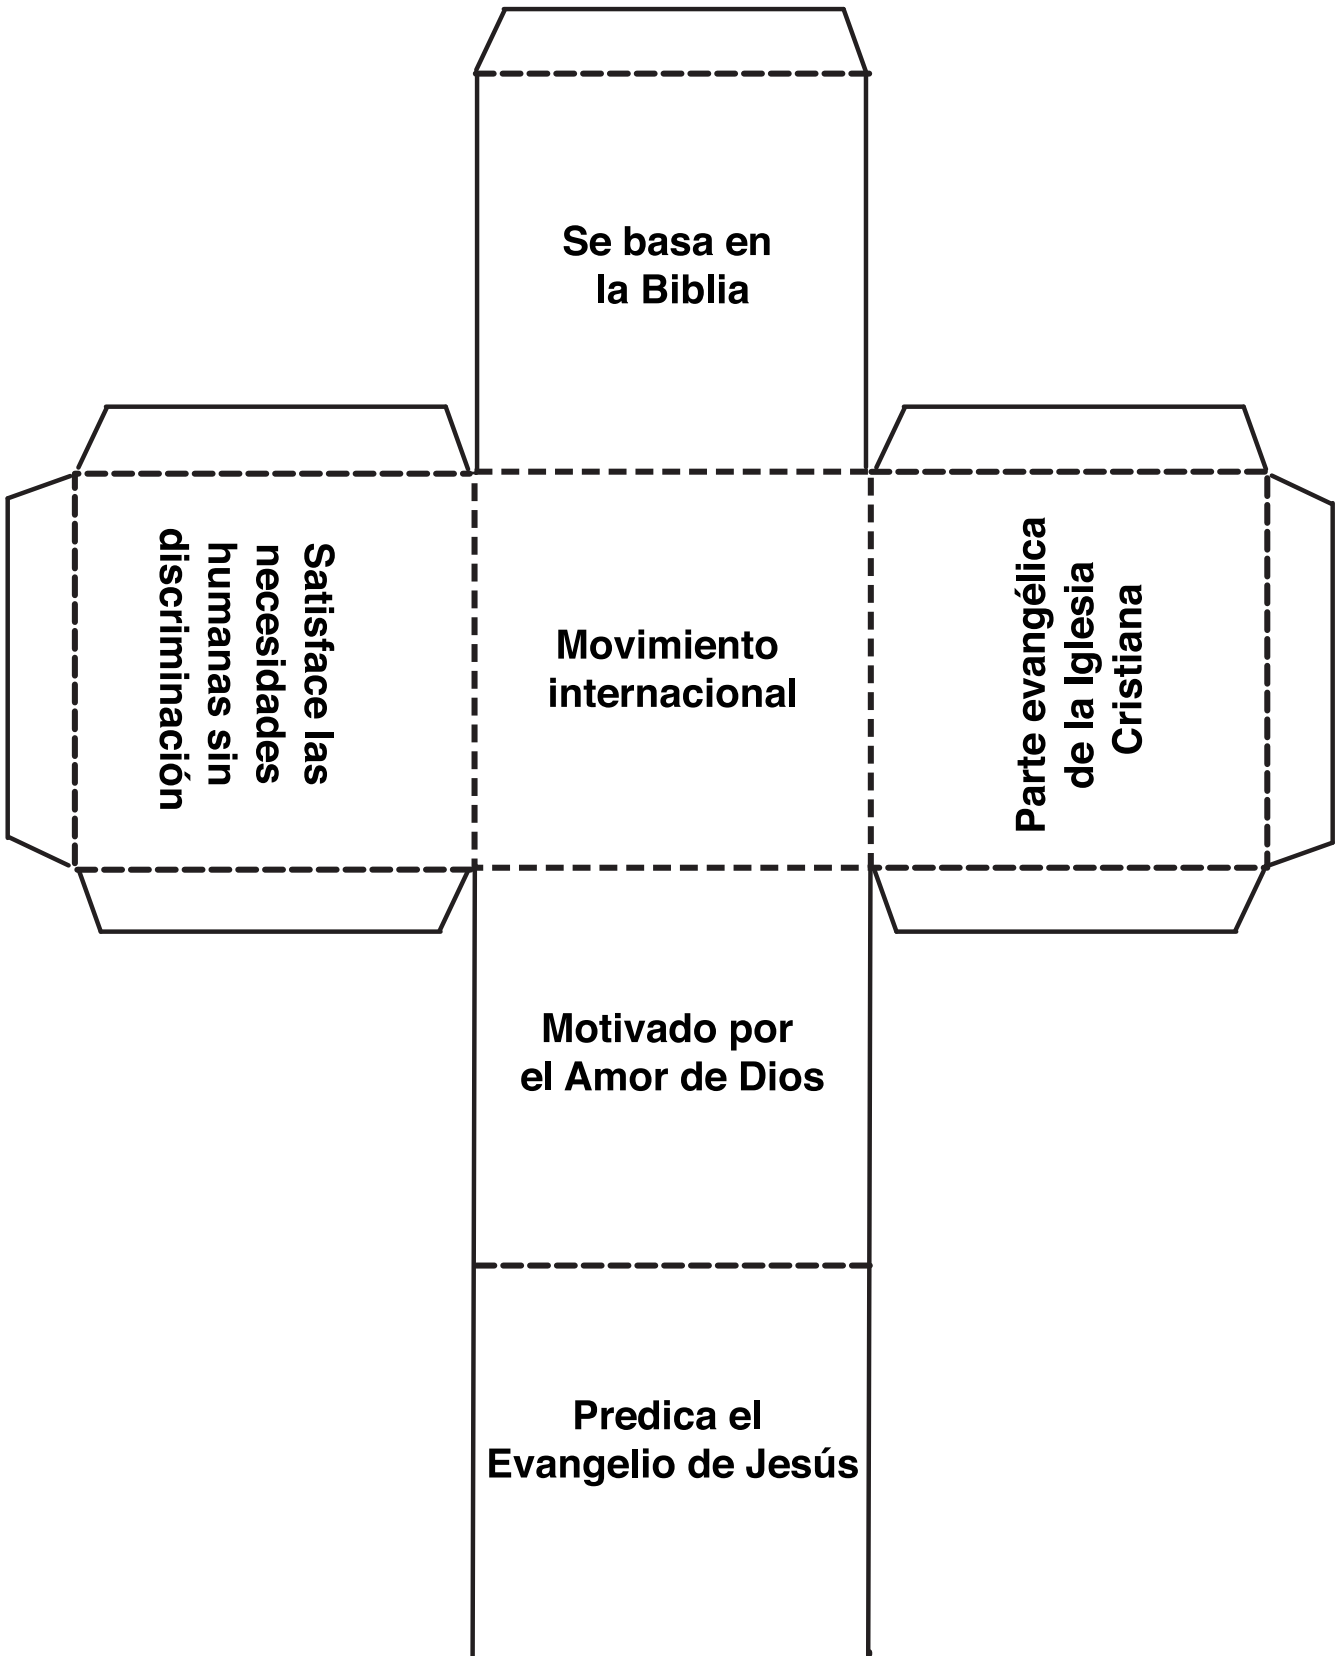 Se basa en
la Biblia
Satisface las
necesidades
humanas sin
discriminación
Movimiento
internacional
Parte evangélica
de la Iglesia
Cristiana
Motivado por
el Amor de Dios
Predica el
Evangelio de Jesús